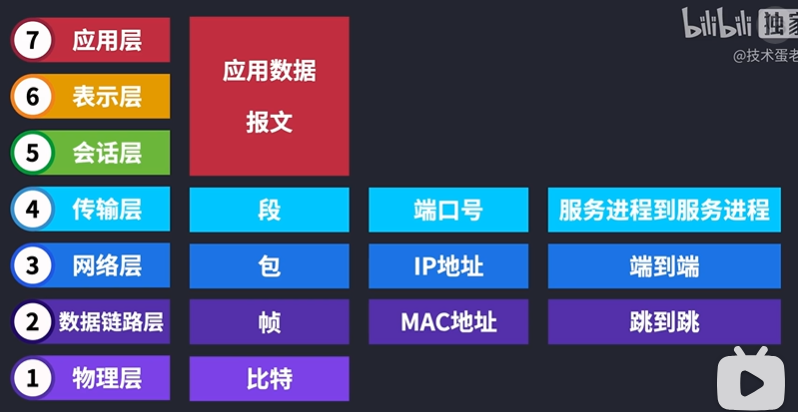 bilibili 独家
@技术蛋老
7 应用层
应用数据
报文
6 表示层
5 会话层
4 传输层 段 端口号 服务进程到服务进程
3 网络层 包 IP地址 端到端
2 数据链路层 帧 MAC地址 跳到跳
1 物理层 比特